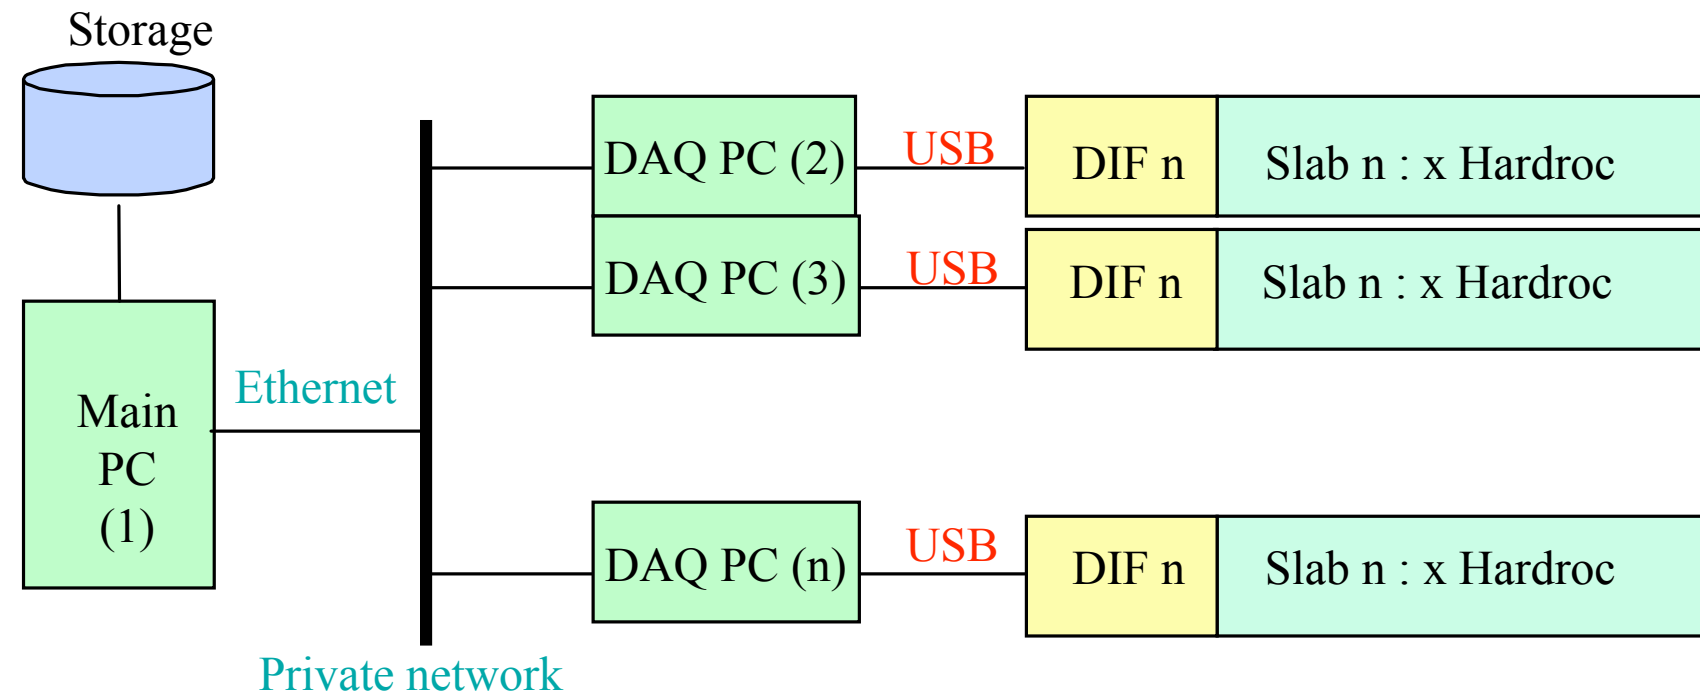 Storage
DAQ PC (2)
USB
DIF n
Slab n : x Hardroc
DAQ PC (3)
USB
DIF n
Slab n : x Hardroc
Ethernet
Main
PC
(1)
DAQ PC (n)
USB
DIF n
Slab n : x Hardroc
Private network